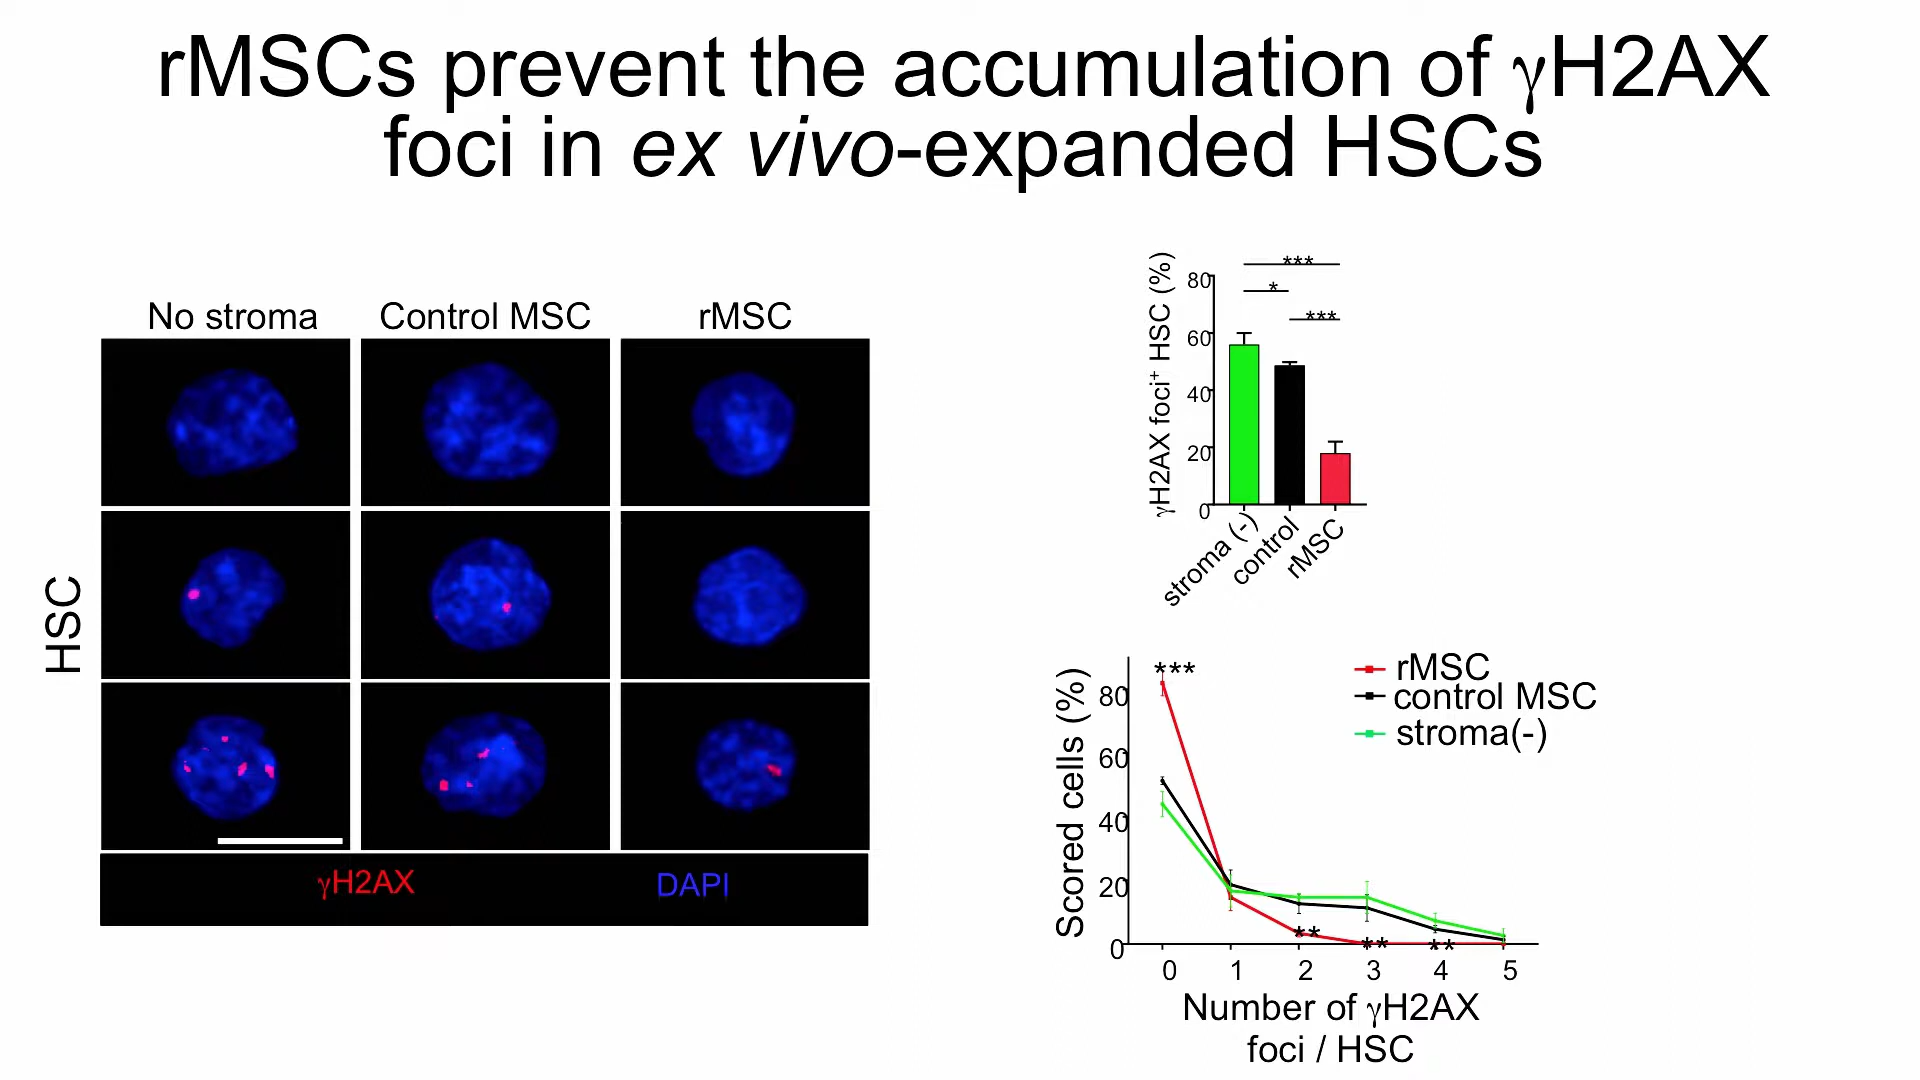 rMSCs prevent the accumulation of γH2AX
foci in ex vivo-expanded HSCs
No stroma
Control MSC
rMSC
HSC
γH2AX
DAPI
γH2AX foci⁺ HSC (%)
80
60
40
20
0
***
*
***
stroma (-)
control
rMSC
Scored cells (%)
80
60
40
20
0
***
**
**
**
rMSC
control MSC
stroma(-)
0 1 2 3 4 5
Number of γH2AX
foci / HSC